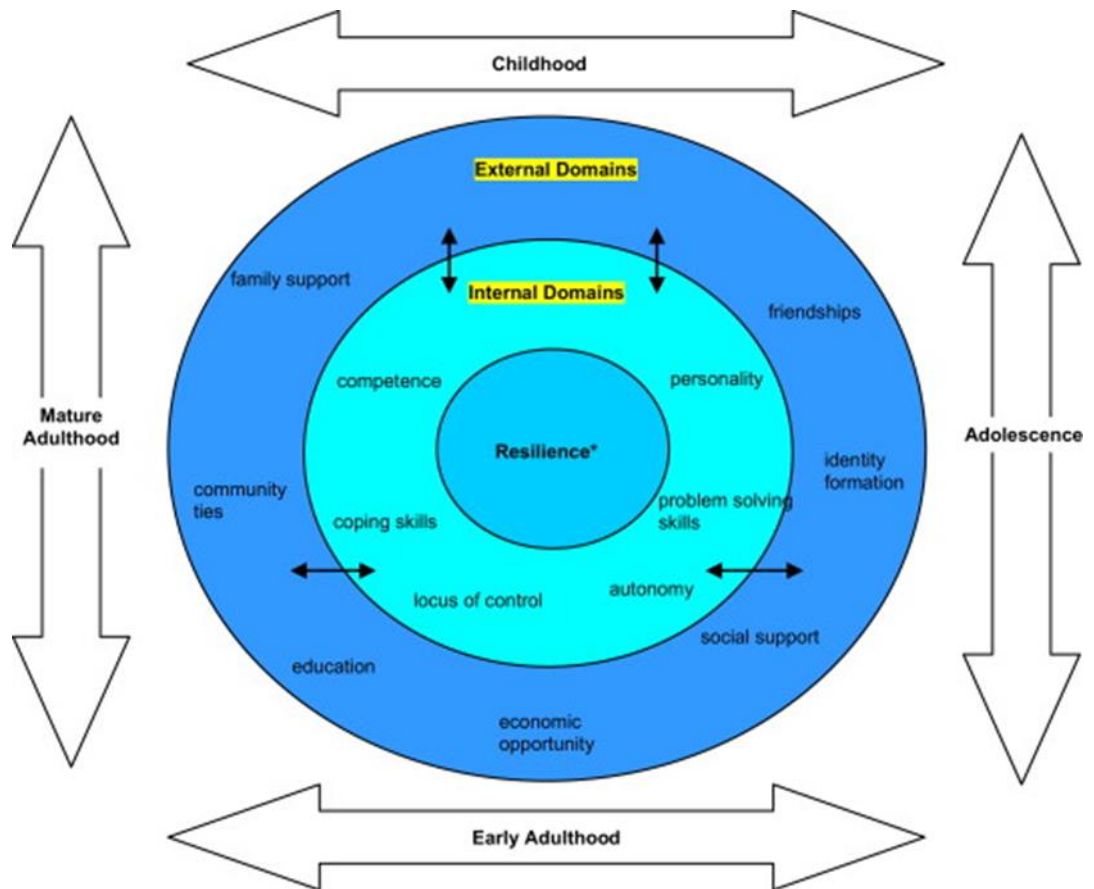 Childhood
External Domains
family support
Internal Domains
friendships
competence
personality
Mature
Adulthood
Resilience*
Adolescence
identity
formation
community
ties
coping skills
problem solving
skills
locus of control
autonomy
social support
education
economic
opportunity
Early Adulthood